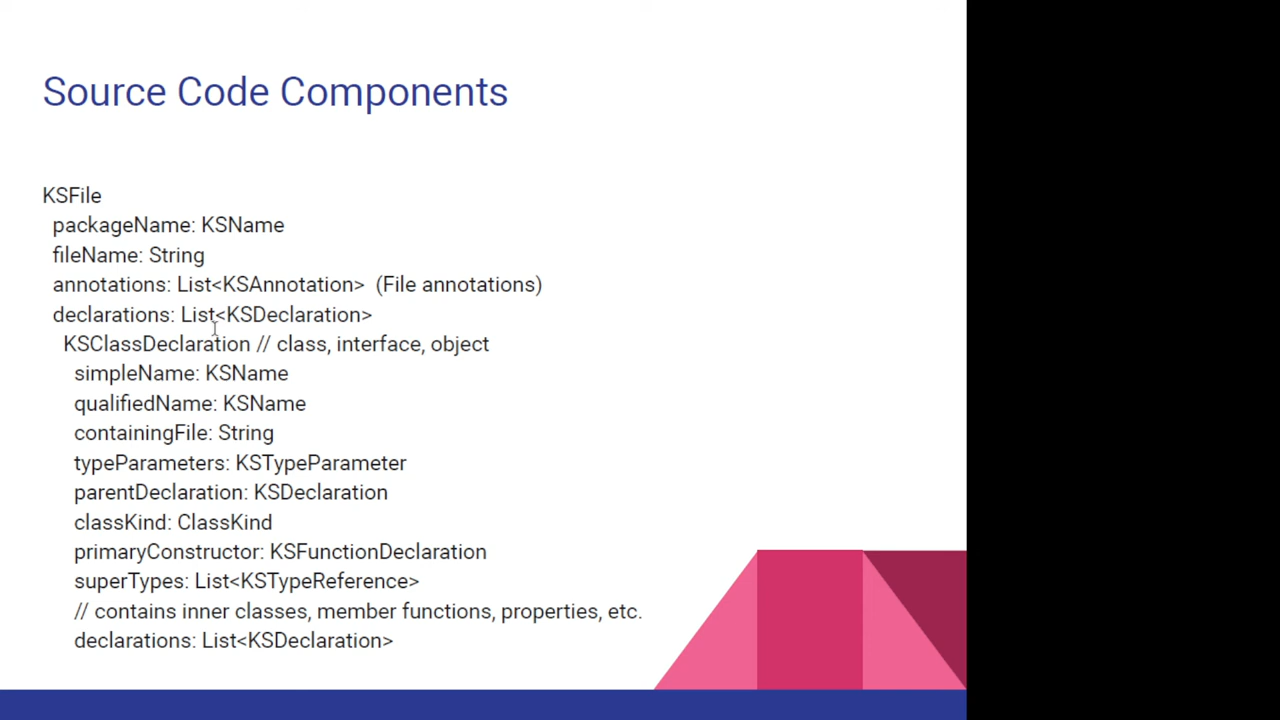 Source Code Components
KSFile
packageName: KSName
fileName: String
annotations: List<KSAnnotation> (File annotations)
declarations: List<KSDeclaration>
KSClassDeclaration // class, interface, object
simpleName: KSName
qualifiedName: KSName
containingFile: String
typeParameters: KSTypeParameter
parentDeclaration: KSDeclaration
classKind: ClassKind
primaryConstructor: KSFunctionDeclaration
superTypes: List<KSTypeReference>
// contains inner classes, member functions, properties, etc.
declarations: List<KSDeclaration>